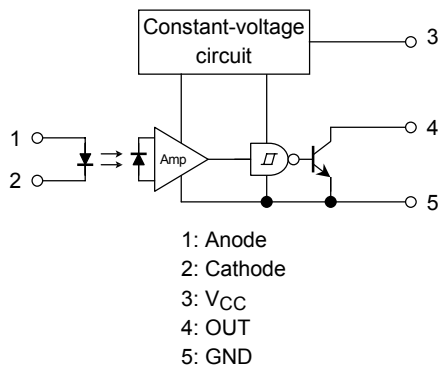 Constant-voltage
circuit
3
4
1
Amp
2
5
1: Anode
2: Cathode
3: VCC
4: OUT
5: GND